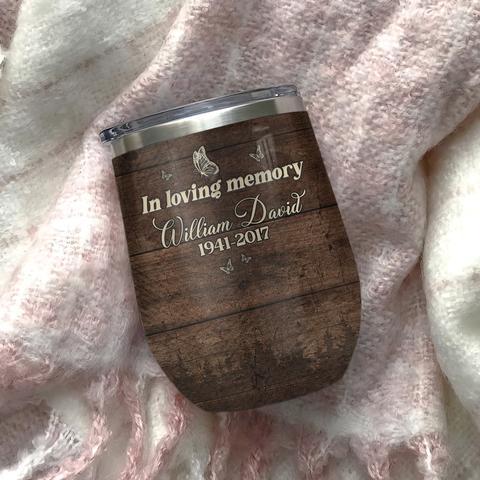 In loving memory
William David
1941-2017